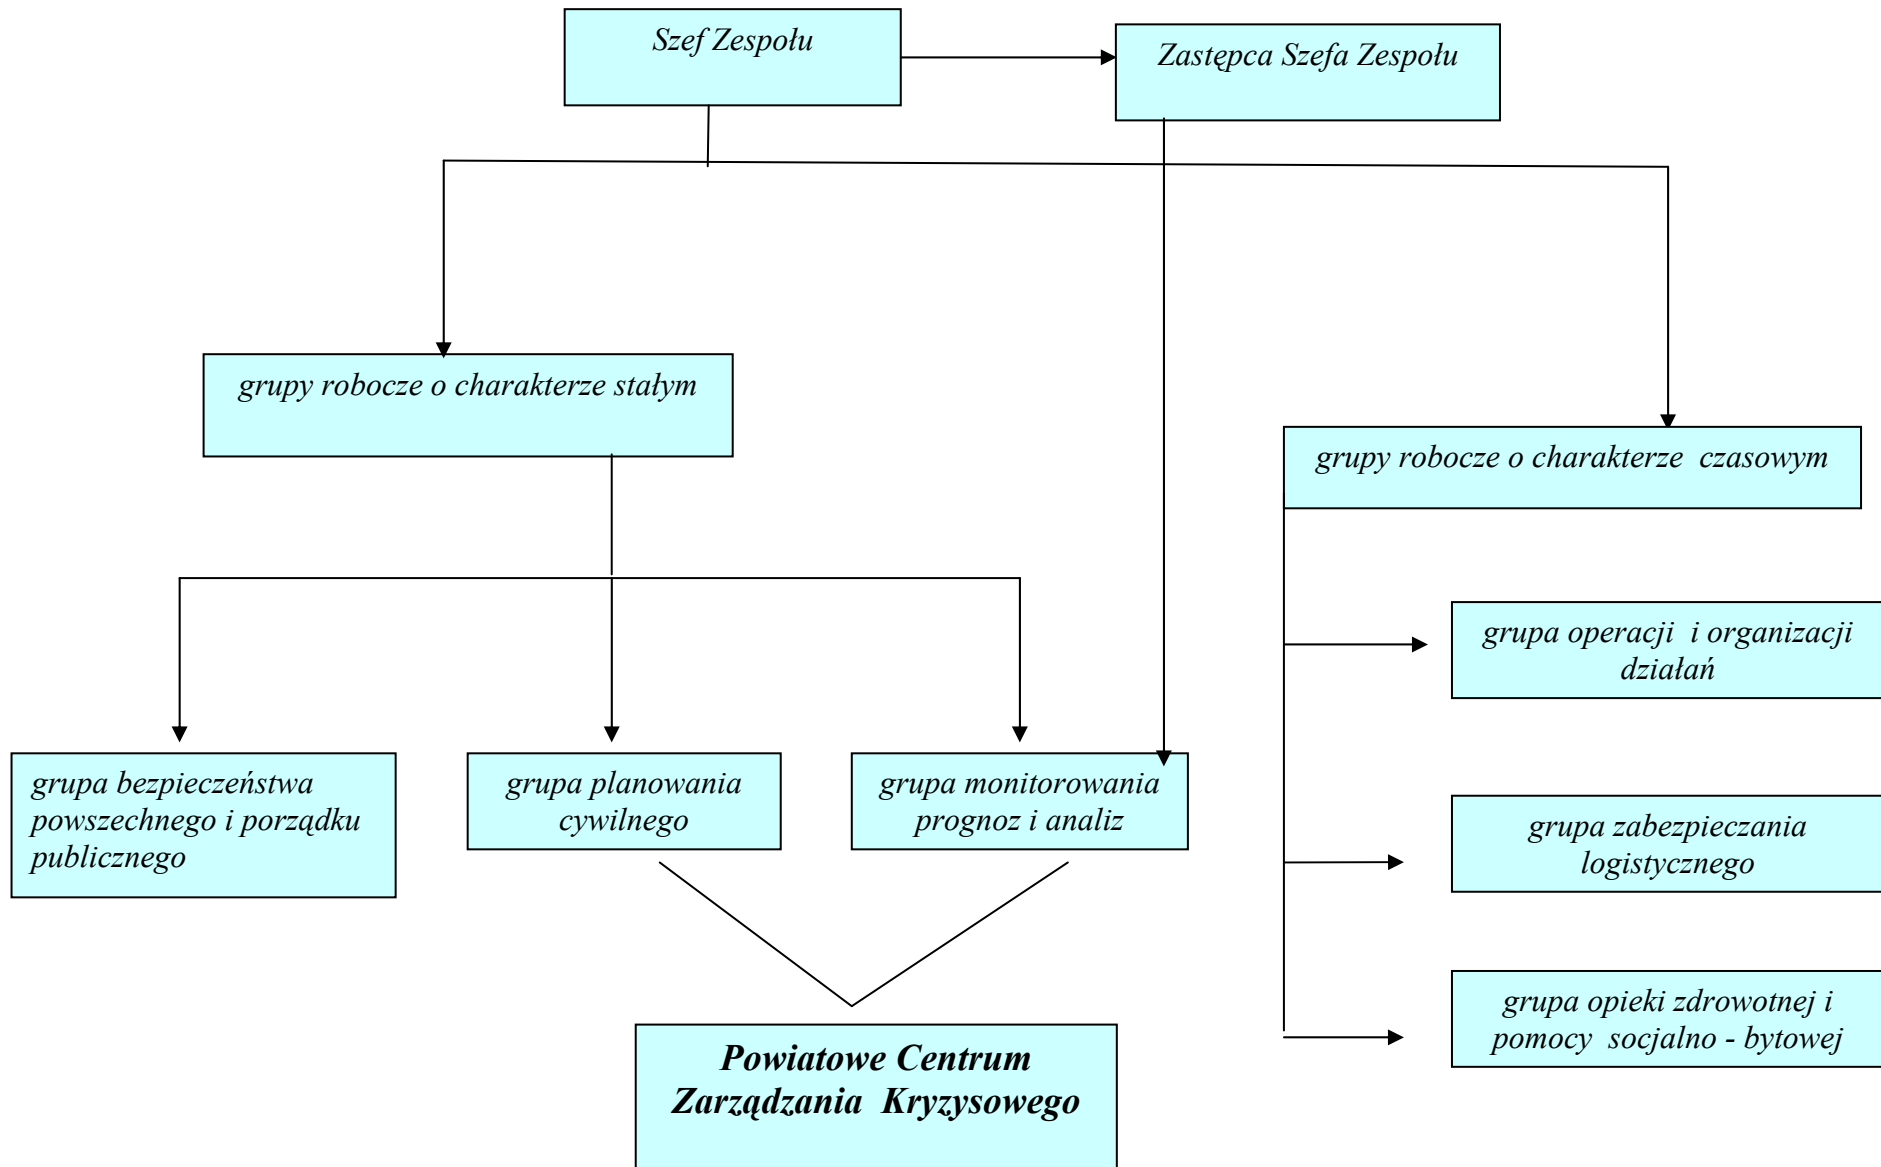 Szef Zespołu
Zastępca Szefa Zespołu
grupy robocze o charakterze stałym
grupy robocze o charakterze  czasowym
grupa operacji  i organizacji
działań
grupa bezpieczeństwa
powszechnego i porządku
publicznego
grupa planowania
cywilnego
grupa monitorowania
prognoz i analiz
grupa zabezpieczania
logistycznego
grupa opieki zdrowotnej i
pomocy  socjalno - bytowej
Powiatowe Centrum
Zarządzania  Kryzysowego